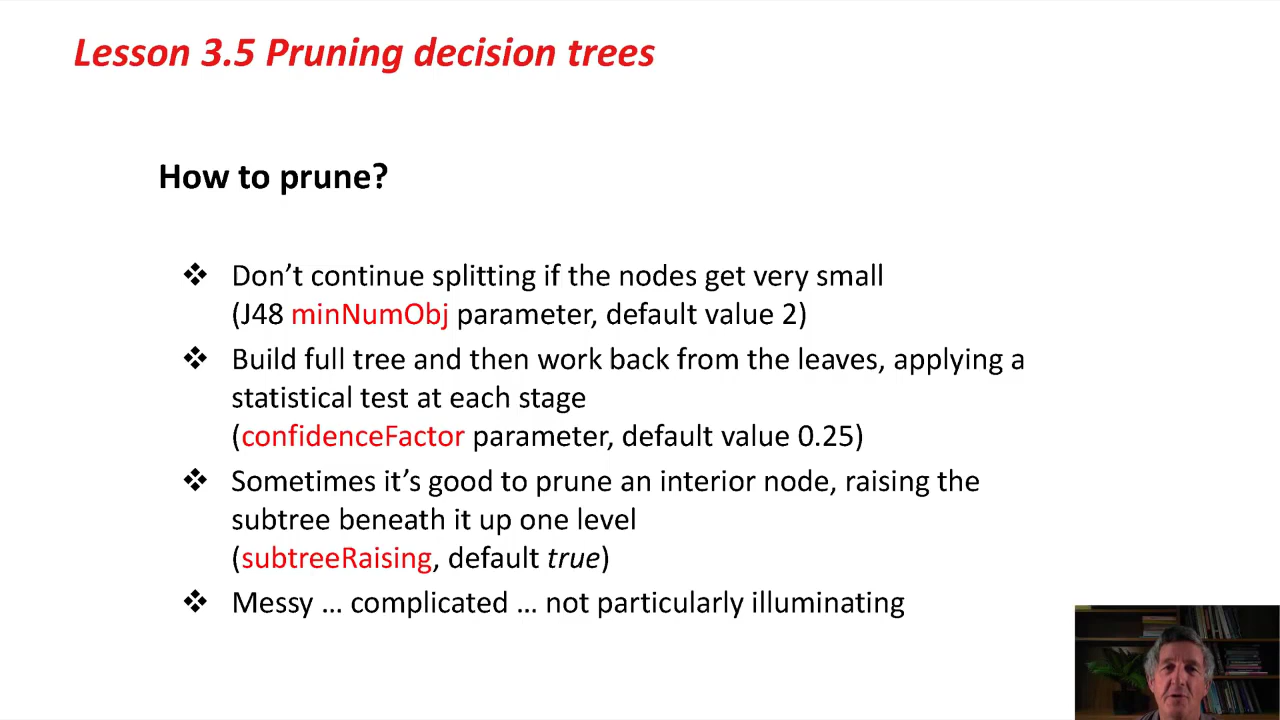 Lesson 3.5 Pruning decision trees
How to prune?
❖ Don’t continue splitting if the nodes get very small
(J48 minNumObj parameter, default value 2)
❖ Build full tree and then work back from the leaves, applying a
statistical test at each stage
(confidenceFactor parameter, default value 0.25)
❖ Sometimes it’s good to prune an interior node, raising the
subtree beneath it up one level
(subtreeRaising, default true)
❖ Messy … complicated … not particularly illuminating